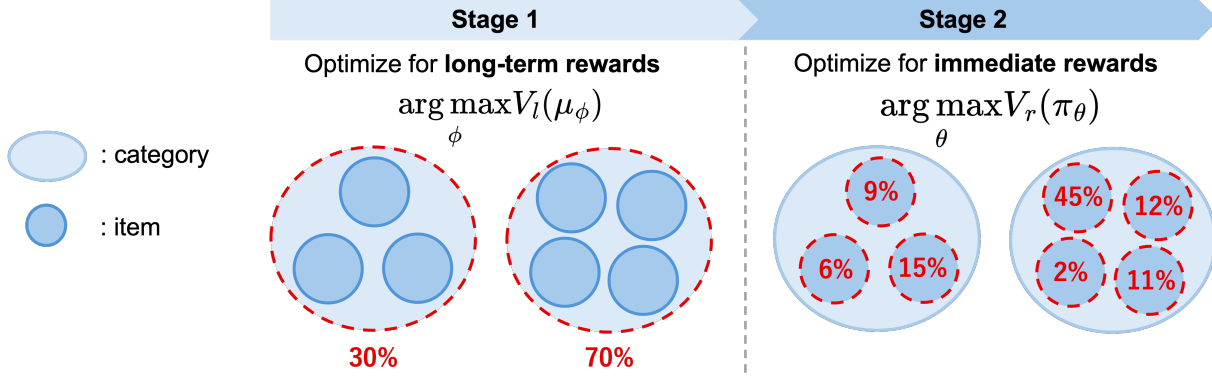 Stage 1
Stage 2
Optimize for long-term rewards
Optimize for immediate rewards
arg max V_l(μ_ϕ)
ϕ
arg max V_r(π_θ)
θ
: category
: item
30%
70%
9%
6%
15%
45%
12%
2%
11%